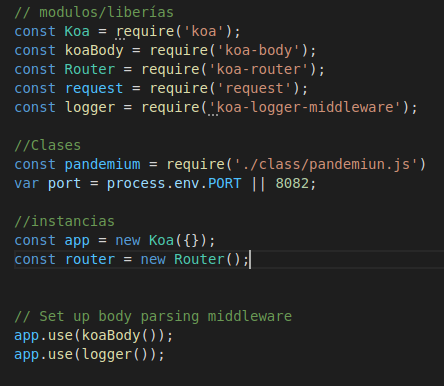 // modulos/liberías
const Koa = require('koa');
const koaBody = require('koa-body');
const Router = require('koa-router');
const request = require('request');
const logger = require('koa-logger-middleware');
//Clases
const pandemium = require('./class/pandemiun.js')
var port = process.env.PORT || 8082;
//instancias
const app = new Koa({});
const router = new Router();
// Set up body parsing middleware
app.use(koaBody());
app.use(logger());